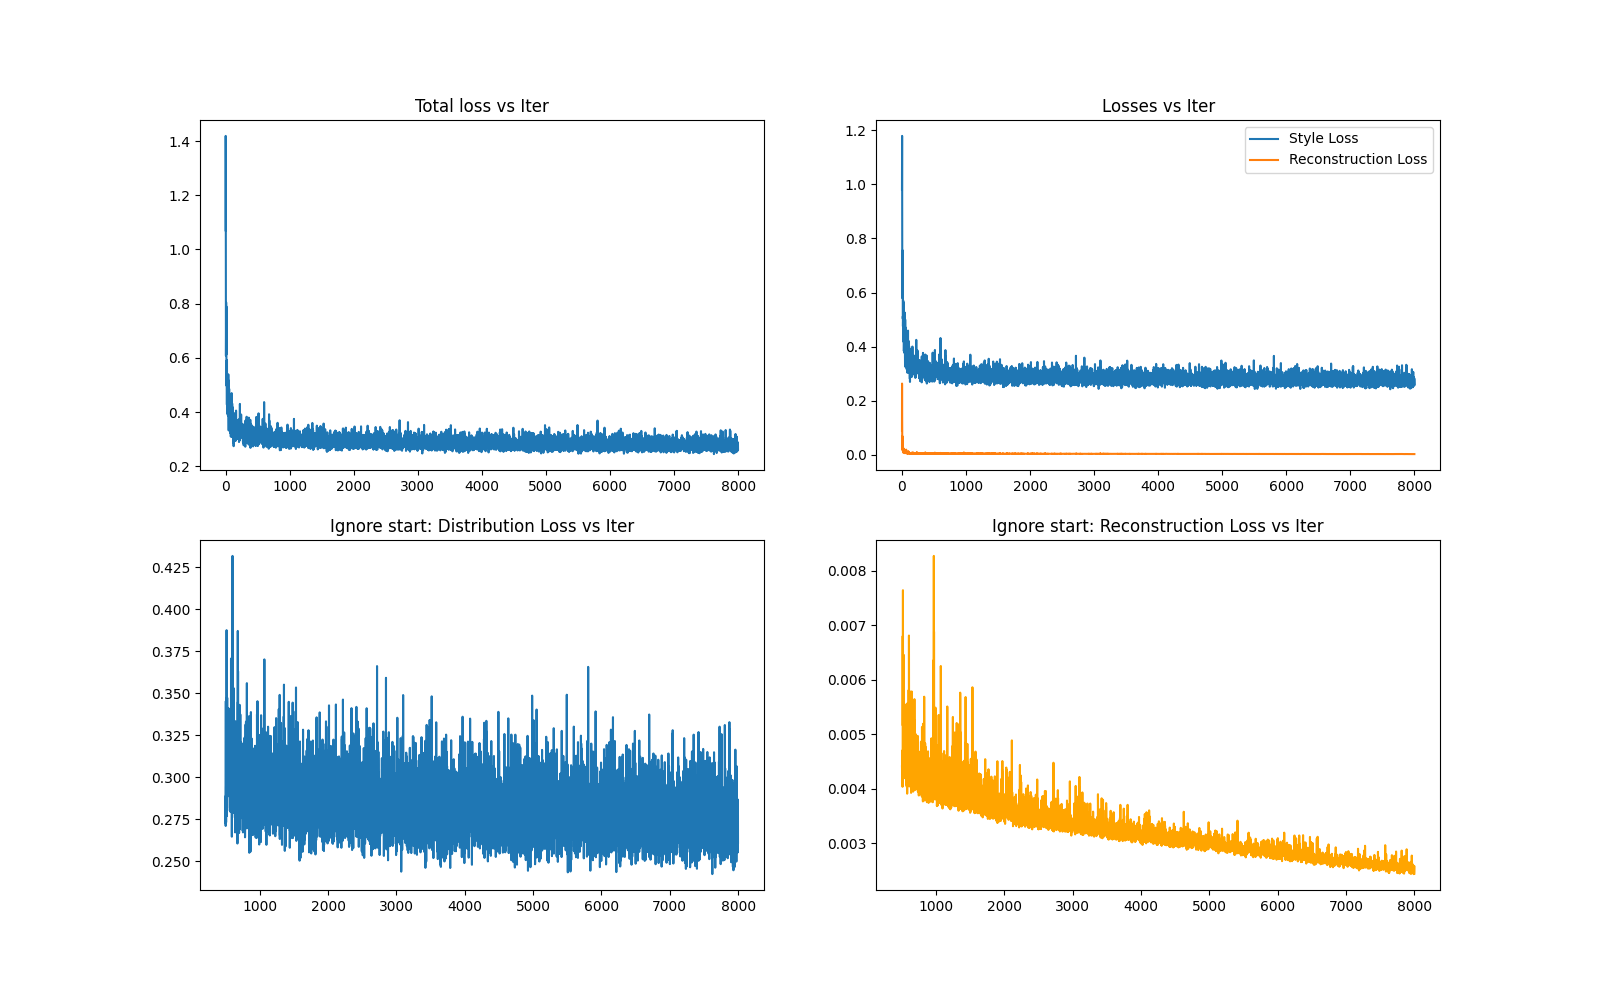 Total loss vs Iter
1.4
1.2
1.0
0.8
0.6
0.4
0.2
0 1000 2000 3000 4000 5000 6000 7000 8000
Losses vs Iter
Style Loss
Reconstruction Loss
1.2
1.0
0.8
0.6
0.4
0.2
0.0
0 1000 2000 3000 4000 5000 6000 7000 8000
Ignore start: Distribution Loss vs Iter
0.425
0.400
0.375
0.350
0.325
0.300
0.275
0.250
1000 2000 3000 4000 5000 6000 7000 8000
Ignore start: Reconstruction Loss vs Iter
0.008
0.007
0.006
0.005
0.004
0.003
1000 2000 3000 4000 5000 6000 7000 8000